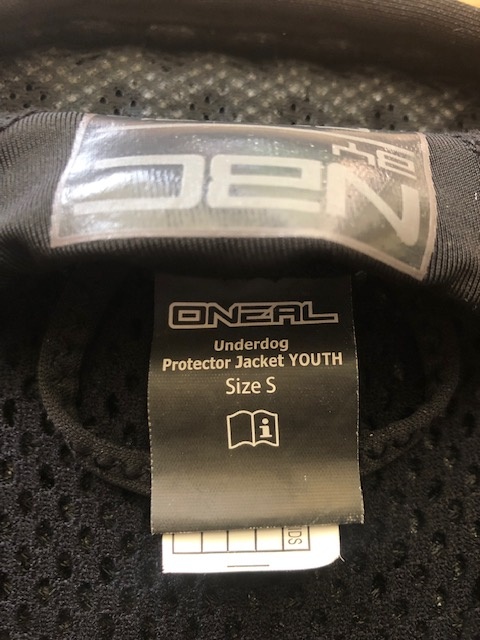 ONEAL
Underdog
Protector Jacket YOUTH
Size S
i